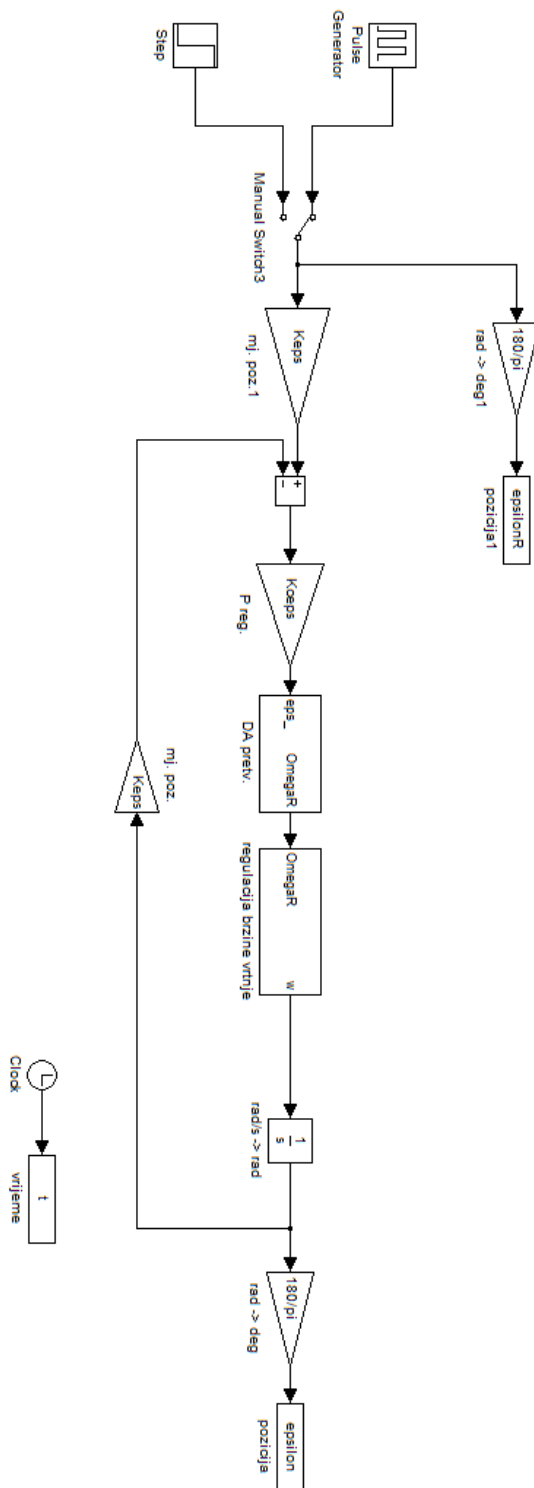 Pulse
Generator
Step
Manual Switch3
180/pi
rad -> deg1
epsilonR
pozicija1
Keps
mj. poz.1
+
-
Kceps
P reg.
eps_
OmegaR
DA pretv.
OmegaR
w
regulacija brzine vrtnje
1
s
rad/s -> rad
180/pi
rad -> deg
epsilon
pozicija
mj. poz.
Keps
Clock
t
vrijeme